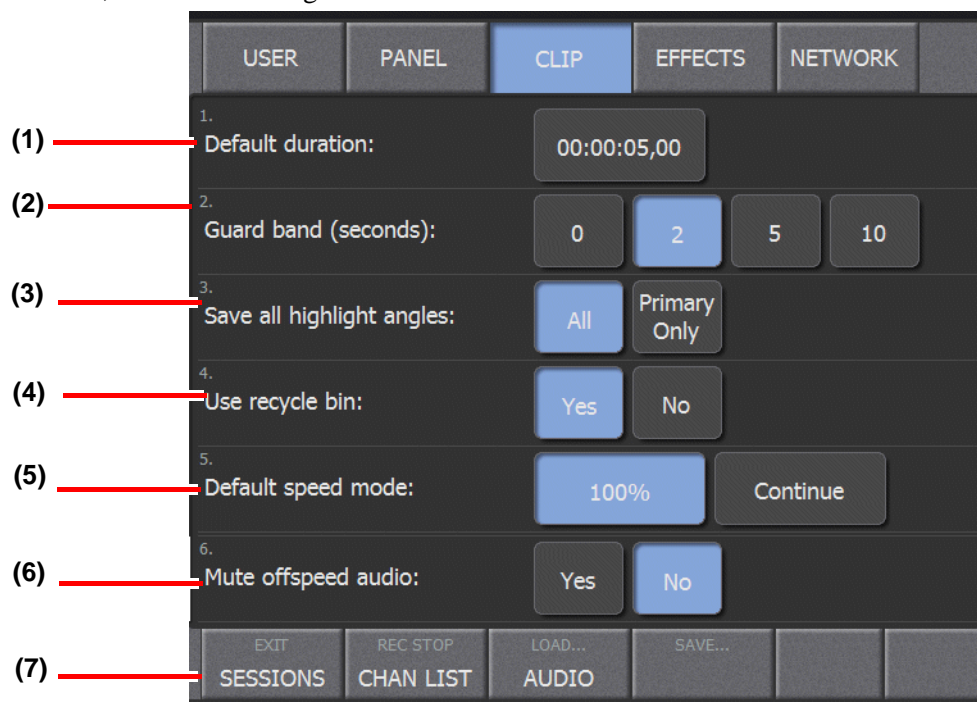 USER PANEL CLIP EFFECTS NETWORK
(1)
1.
Default duration: 00:00:05,00
(2)
2.
Guard band (seconds): 0 2 5 10
(3)
3.
Save all highlight angles: All Primary Only
(4)
4.
Use recycle bin: Yes No
(5)
5.
Default speed mode: 100% Continue
(6)
6.
Mute offspeed audio: Yes No
(7)
EXIT REC STOP LOAD... SAVE...
SESSIONS CHAN LIST AUDIO